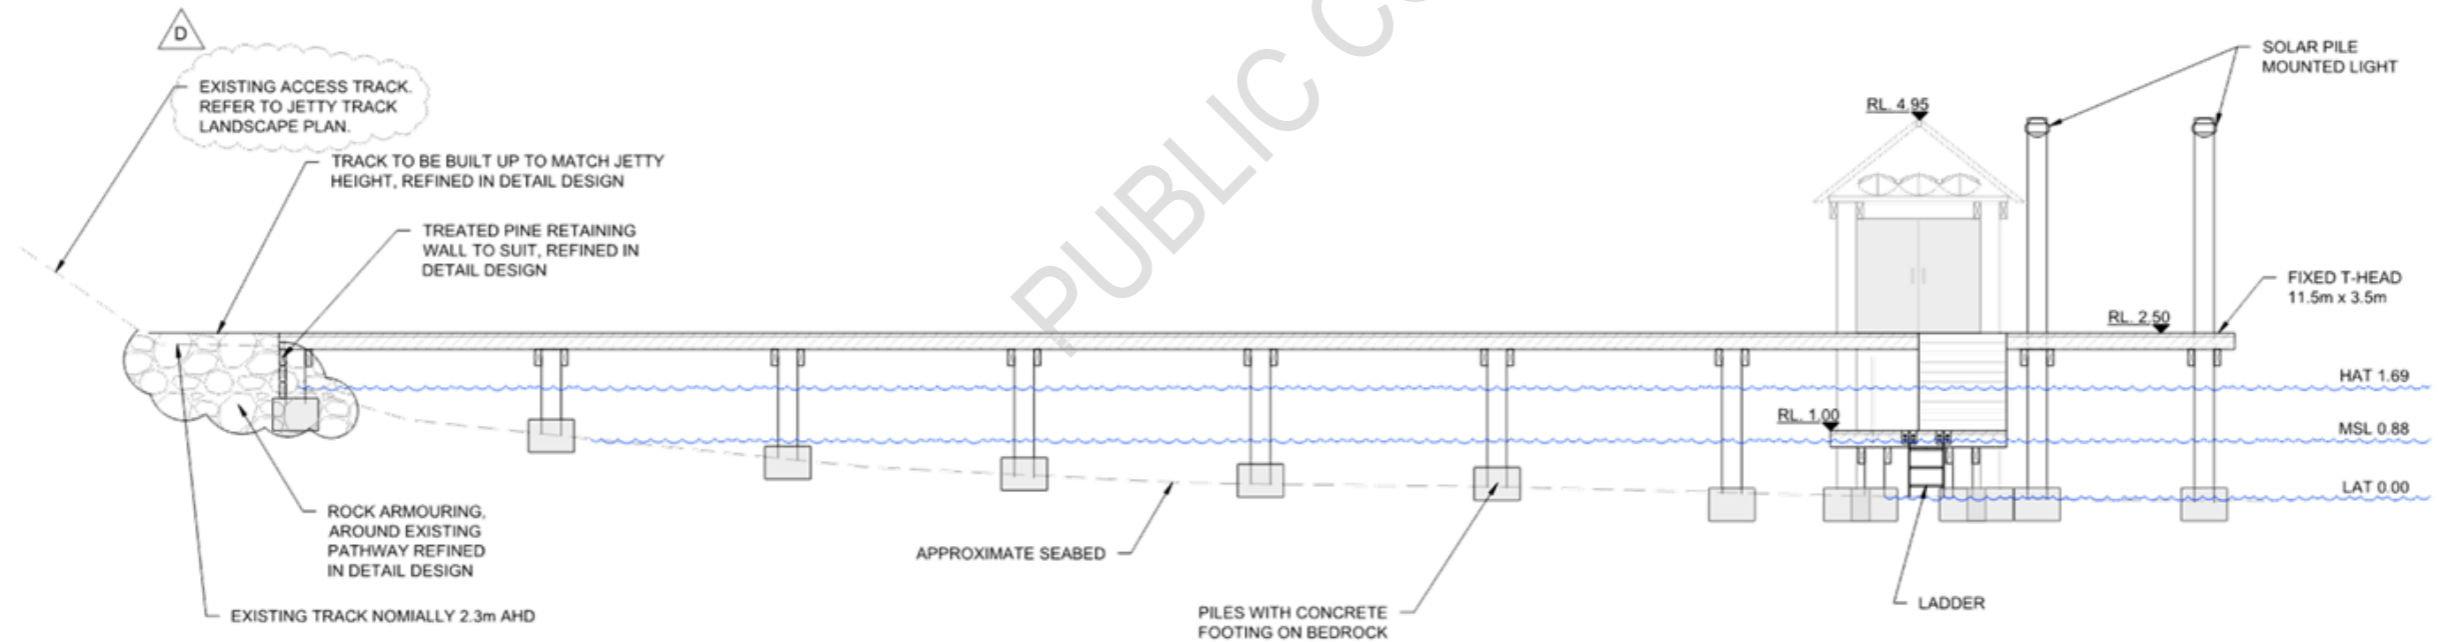 D
EXISTING ACCESS TRACK.
REFER TO JETTY TRACK
LANDSCAPE PLAN.
TRACK TO BE BUILT UP TO MATCH JETTY
HEIGHT, REFINED IN DETAIL DESIGN
TREATED PINE RETAINING
WALL TO SUIT, REFINED IN
DETAIL DESIGN
PUBLIC
SOLAR PILE
MOUNTED LIGHT
RL. 4.95
FIXED T-HEAD
11.5m x 3.5m
RL. 2.50
HAT 1.69
RL. 1.00
MSL 0.88
LAT 0.00
ROCK ARMOURING,
AROUND EXISTING
PATHWAY REFINED
IN DETAIL DESIGN
EXISTING TRACK NOMIALLY 2.3m AHD
APPROXIMATE SEABED
PILES WITH CONCRETE
FOOTING ON BEDROCK
LADDER